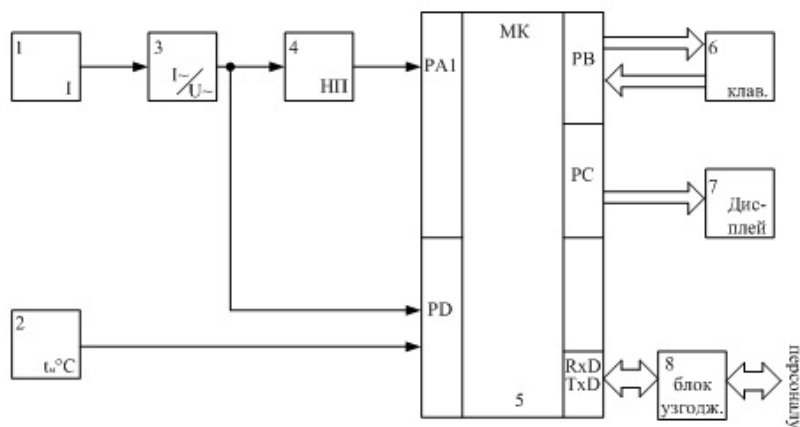 1
I
3
I~
U~
4
НП
МК
PA1
PB
PC
PD
RxD
TxD
5
6
клав.
7
Дис-
плей
2
tн°C
8
блок
узгодж.
персоналу